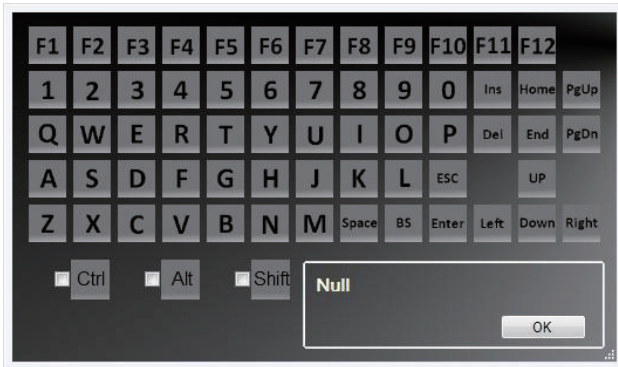 F1 F2 F3 F4 F5 F6 F7 F8 F9 F10 F11 F12
1 2 3 4 5 6 7 8 9 0 Ins Home PgUp
Q W E R T Y U I O P Del End PgDn
A S D F G H J K L ESC UP
Z X C V B N M Space BS Enter Left Down Right
Ctrl Alt Shift
Null
OK